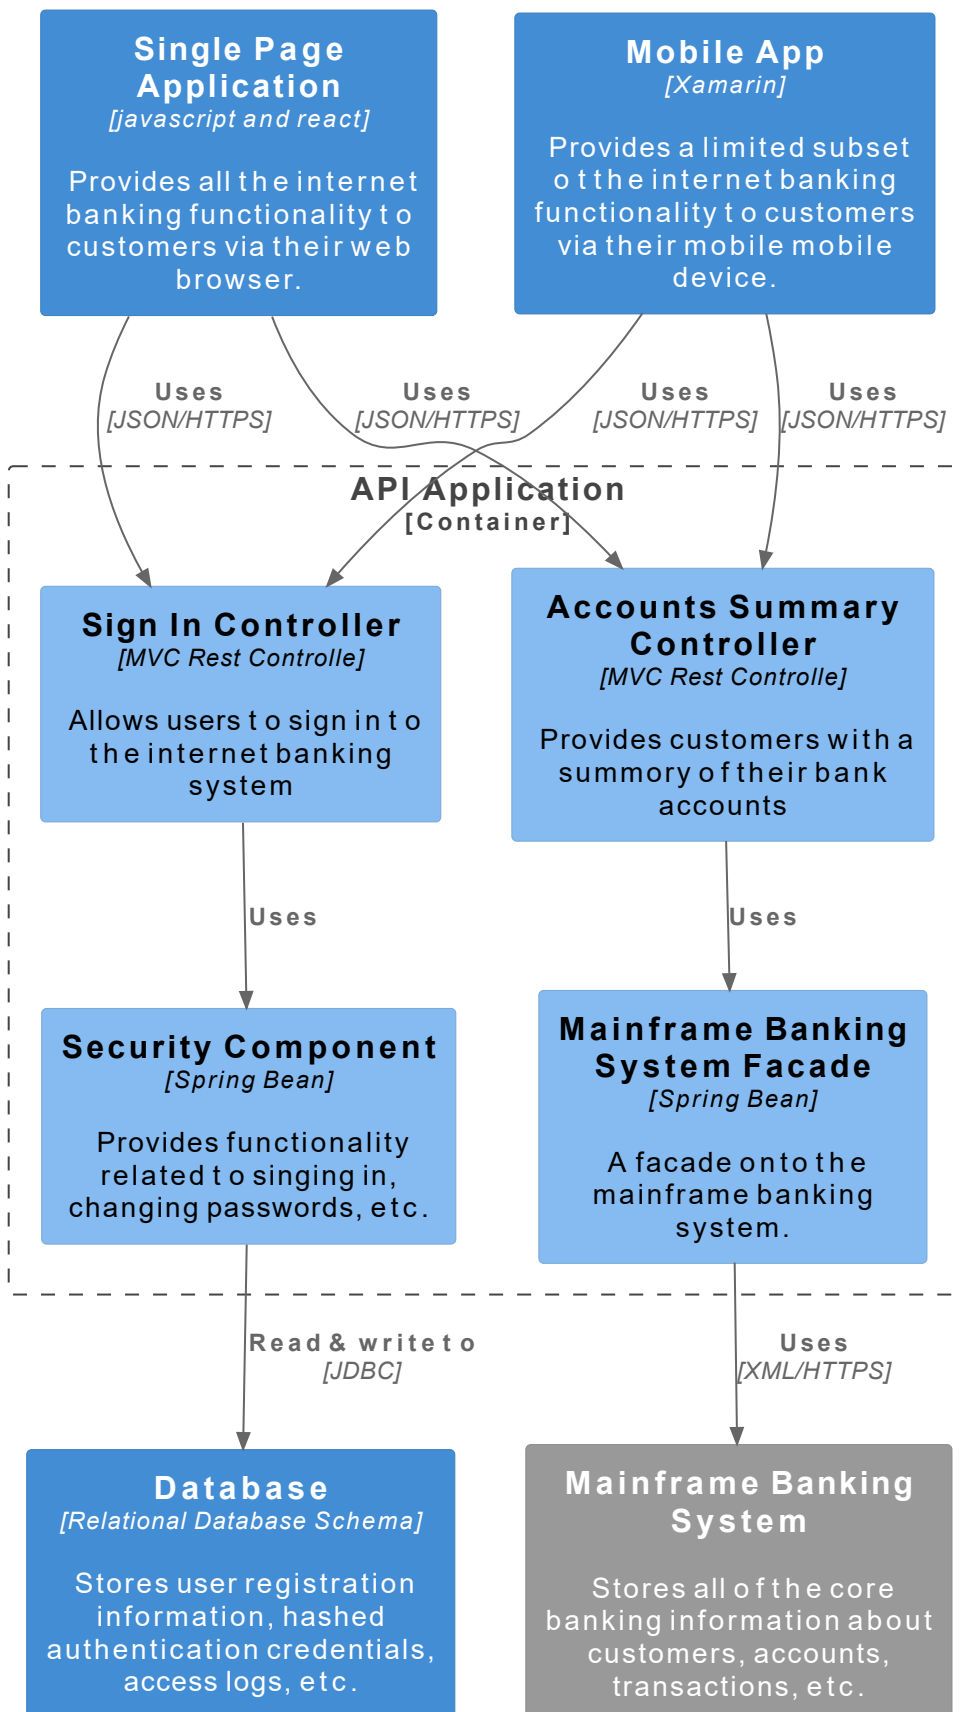 Single Page
Application
[javascript and react]
Provides all the internet
banking functionality to
customers via their web
browser.
Mobile App
[Xamarin]
Provides a limited subset
ot the internet banking
functionality to customers
via their mobile mobile
device.
Uses
[JSON/HTTPS]
Uses
[JSON/HTTPS]
Uses
[JSON/HTTPS]
Uses
[JSON/HTTPS]
API Application
[Container]
Sign In Controller
[MVC Rest Controlle]
Allows users to sign in to
the internet banking
system
Accounts Summary
Controller
[MVC Rest Controlle]
Provides customers with a
summory of their bank
accounts
Uses
Uses
Security Component
[Spring Bean]
Provides functionality
related to singing in,
changing passwords, etc.
Mainframe Banking
System Facade
[Spring Bean]
A facade onto the
mainframe banking
system.
Read & write to
[JDBC]
Uses
[XML/HTTPS]
Database
[Relational Database Schema]
Stores user registration
information, hashed
authentication credentials,
access logs, etc.
Mainframe Banking
System
Stores all of the core
banking information about
customers, accounts,
transactions, etc.